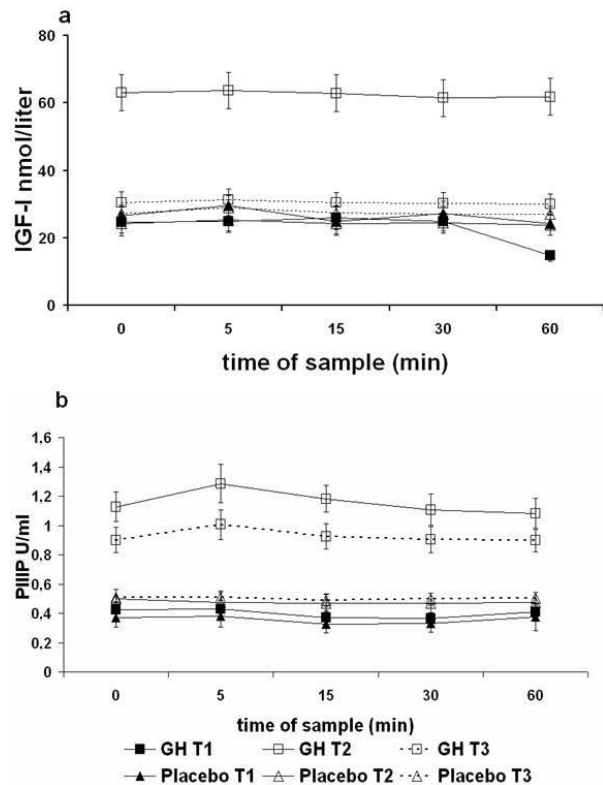 a
IGF-I nmol/liter
80
60
40
20
0
0 5 15 30 60
time of sample (min)
b
PIIIP U/ml
1,6
1,4
1,2
1
0,8
0,6
0,4
0,2
0
0 5 15 30 60
time of sample (min)
GH T1 GH T2 GH T3
Placebo T1 Placebo T2 Placebo T3